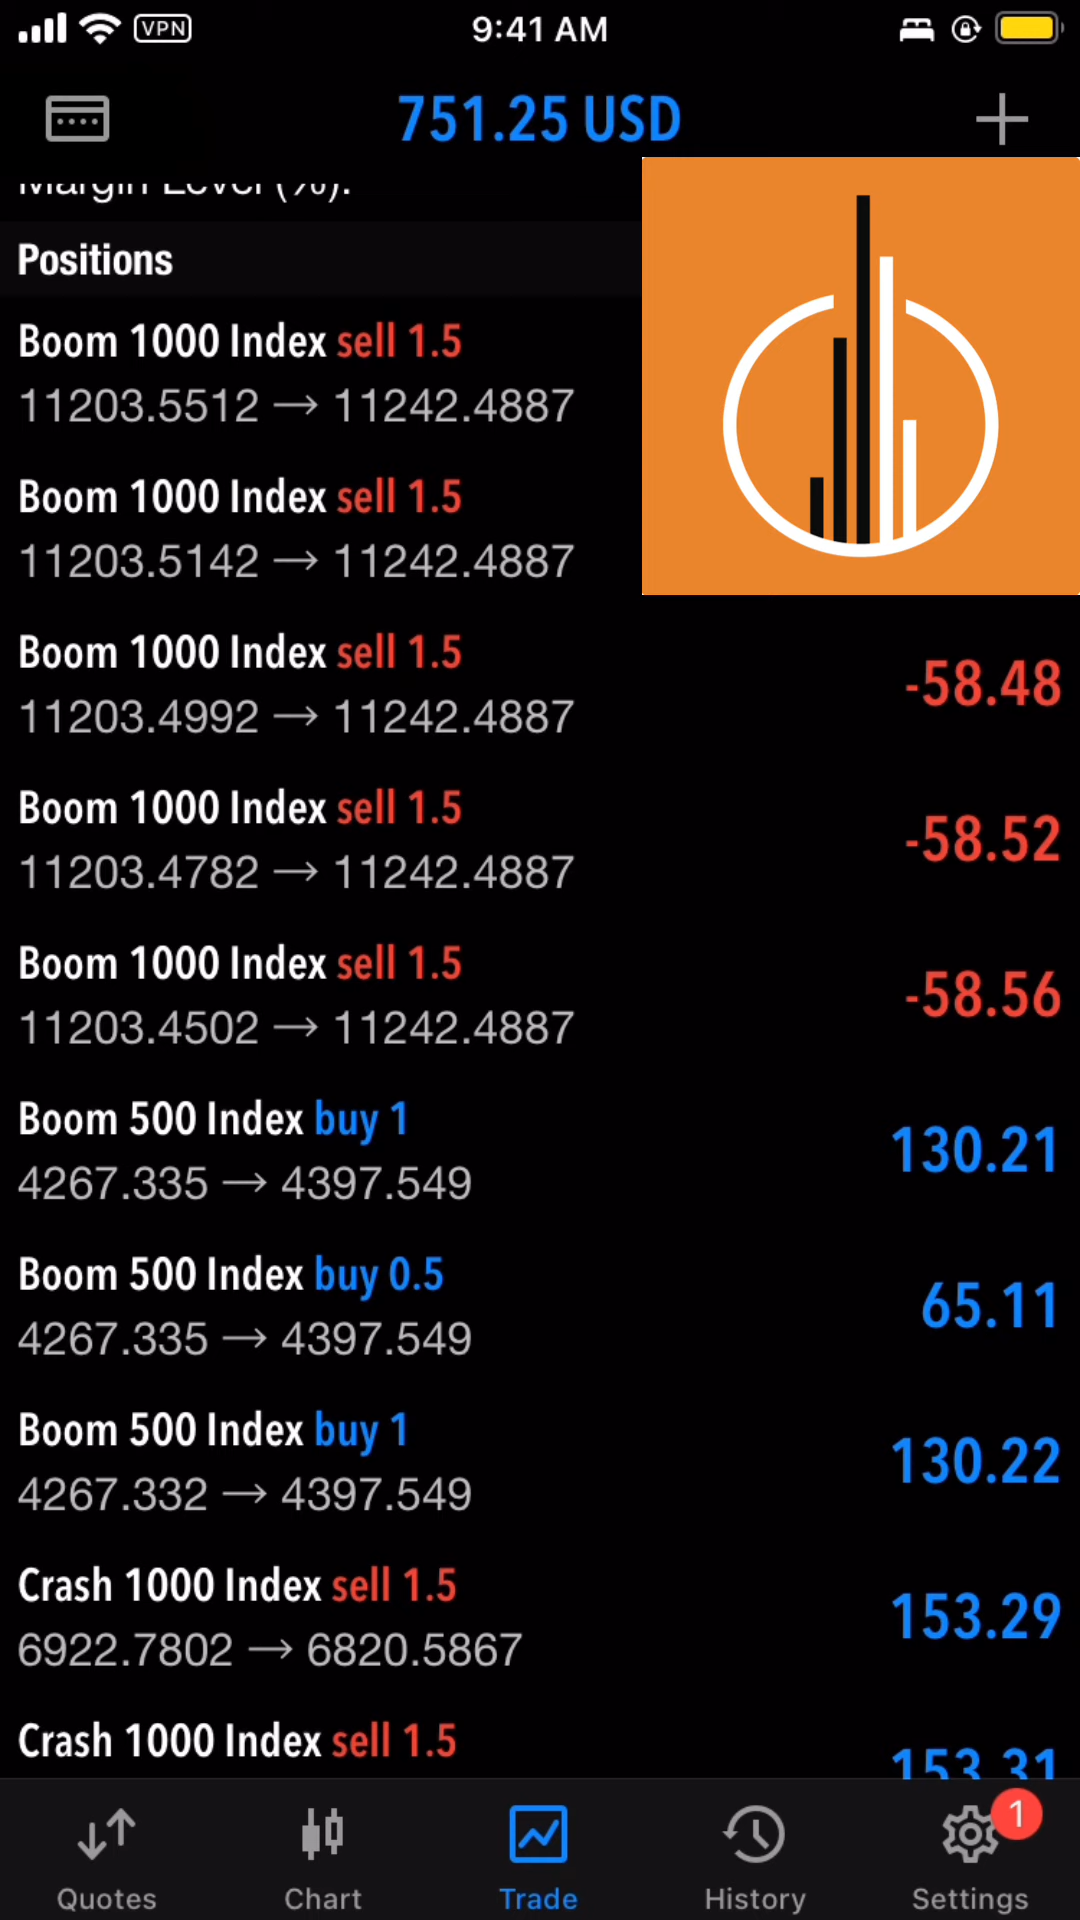 VPN
9:41 AM
751.25 USD
Margin Level (%):
Positions
Boom 1000 Index sell 1.5
11203.5512 → 11242.4887
Boom 1000 Index sell 1.5
11203.5142 → 11242.4887
Boom 1000 Index sell 1.5
-58.48
11203.4992 → 11242.4887
Boom 1000 Index sell 1.5
-58.52
11203.4782 → 11242.4887
Boom 1000 Index sell 1.5
-58.56
11203.4502 → 11242.4887
Boom 500 Index buy 1
130.21
4267.335 → 4397.549
Boom 500 Index buy 0.5
65.11
4267.335 → 4397.549
Boom 500 Index buy 1
130.22
4267.332 → 4397.549
Crash 1000 Index sell 1.5
153.29
6922.7802 → 6820.5867
Crash 1000 Index sell 1.5
153.31
1
Quotes
Chart
Trade
History
Settings